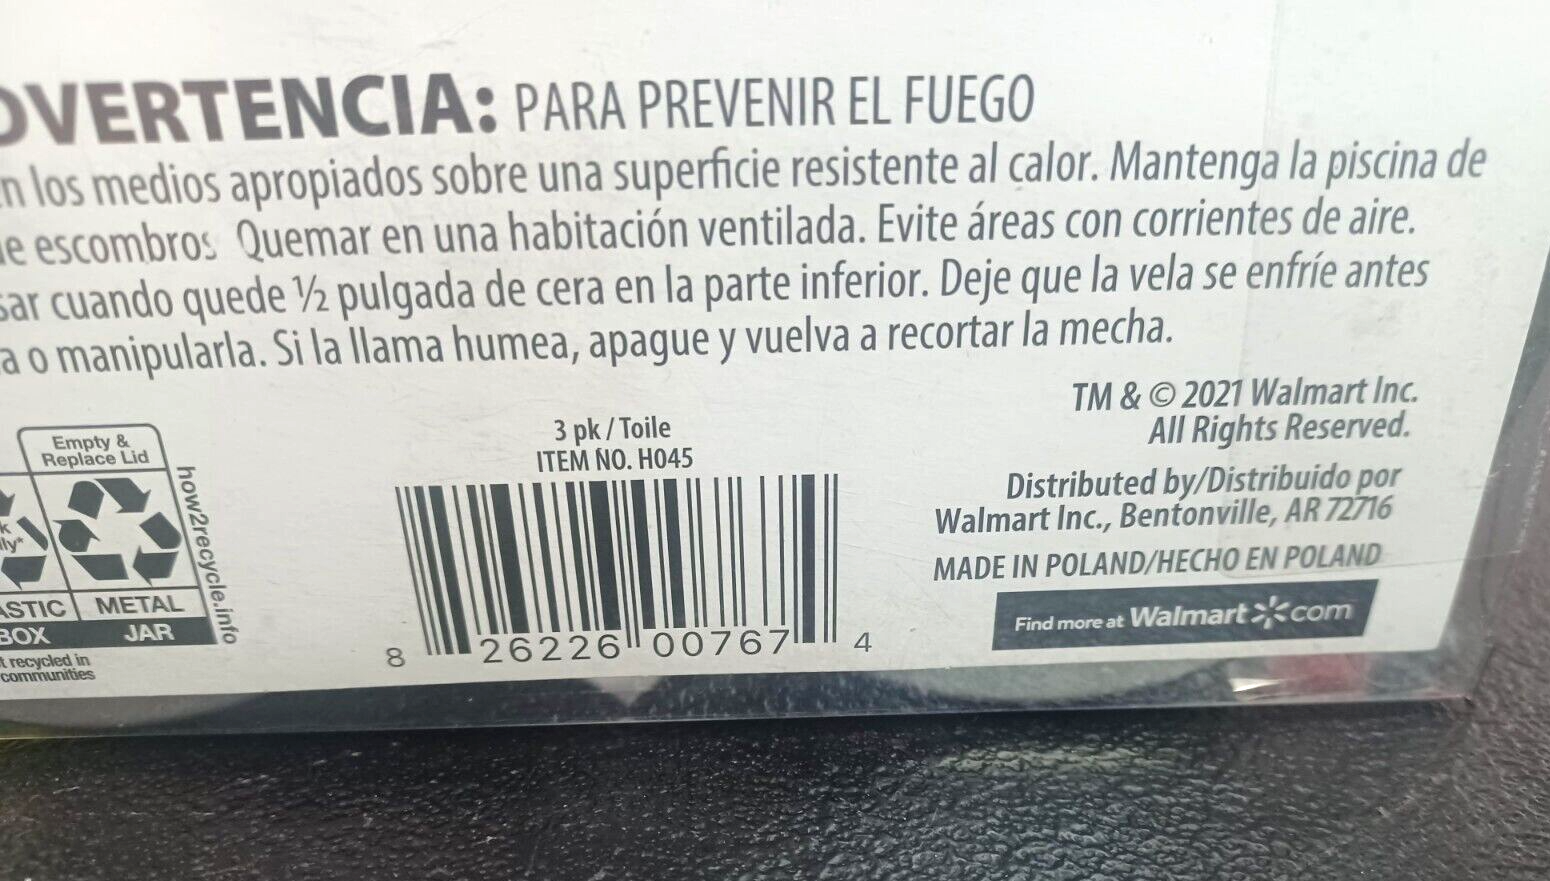 DVERTENCIA: PARA PREVENIR EL FUEGO
en los medios apropiados sobre una superficie resistente al calor. Mantenga la piscina de
de escombros Quemar en una habitación ventilada. Evite áreas con corrientes de aire.
sar cuando quede ½ pulgada de cera en la parte inferior. Deje que la vela se enfríe antes
a o manipularla. Si la llama humea, apague y vuelva a recortar la mecha.
TM & © 2021 Walmart Inc.
All Rights Reserved.
3 pk / Toile
ITEM NO. H045
Distributed by/Distribuido por
Walmart Inc., Bentonville, AR 72716
MADE IN POLAND/HECHO EN POLAND
Find more at Walmart com
8 26226 00767 4
Empty &
Replace Lid
how2recycle.info
ASTIC METAL
BOX JAR
t recycled in
communities